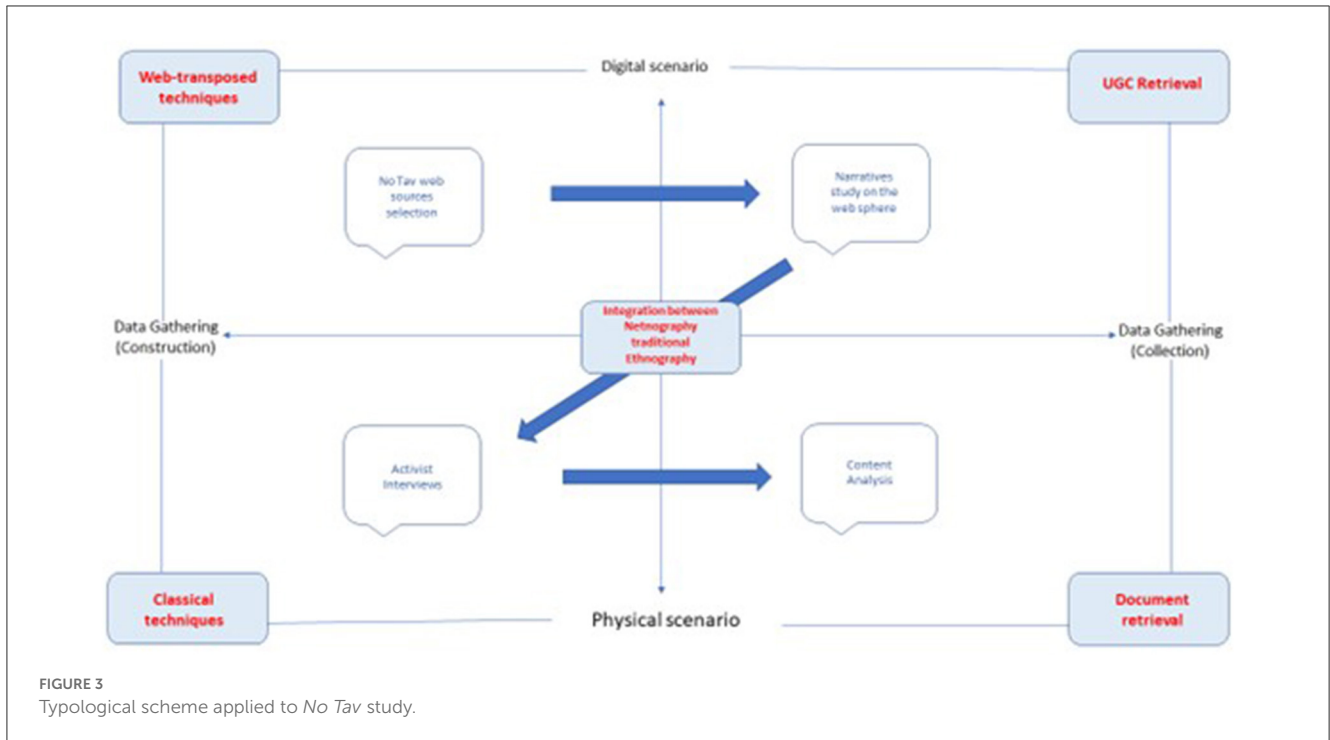 Digital scenario
Web-transposed
techniques
UGC Retrieval
No Tav web
sources
selection
Narratives
study on the
web sphere
Data Gathering
(Construction)
Integration between
Netnography
traditional
Ethnography
Data Gathering
(Collection)
Activist
Interviews
Content
Analysis
Classical
techniques
Physical scenario
Document
retrieval
FIGURE 3
Typological scheme applied to No Tav study.